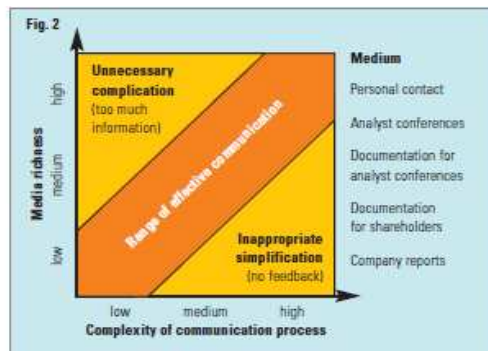 Fig. 2
Unnecessary
complication
(too much
information)
Range of effective communication
Inappropriate
simplification
(no feedback)
Media richness
high
medium
low
low
medium
high
Complexity of communication process
Medium
Personal contact
Analyst conferences
Documentation for
analyst conferences
Documentation
for shareholders
Company reports